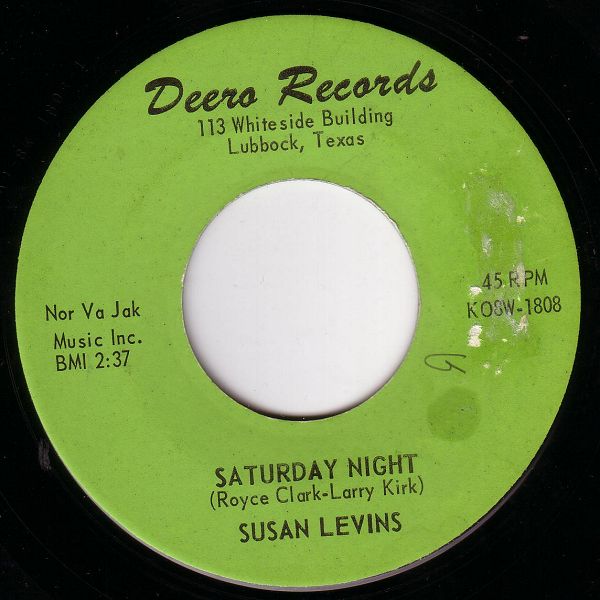 Deero Records
113 Whiteside Building
Lubbock, Texas
Nor Va Jak
Music Inc.
BMI 2:37
45 RPM
KO8W-1808
G
SATURDAY NIGHT
(Royce Clark-Larry Kirk)
SUSAN LEVINS